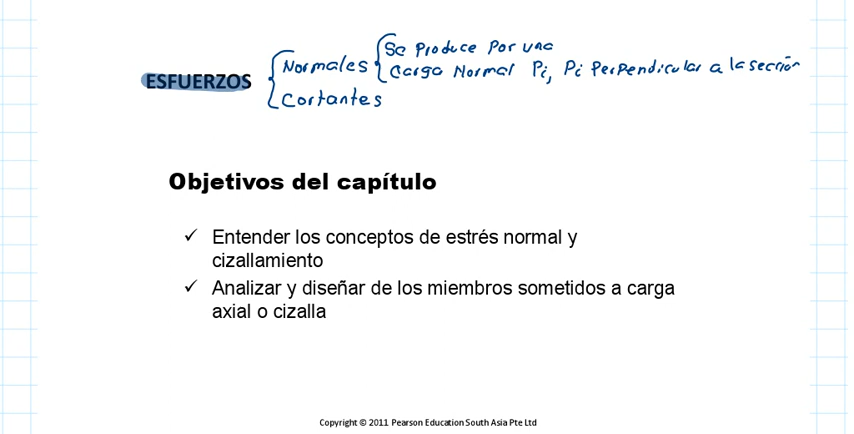 Se Produce Por una
Normales Carga Normal Pi, Pi Perpendicular a la sección
ESFUERZOS
Cortantes
Objetivos del capítulo
✓ Entender los conceptos de estrés normal y
cizallamiento
✓ Analizar y diseñar de los miembros sometidos a carga
axial o cizalla
Copyright © 2011 Pearson Education South Asia Pte Ltd